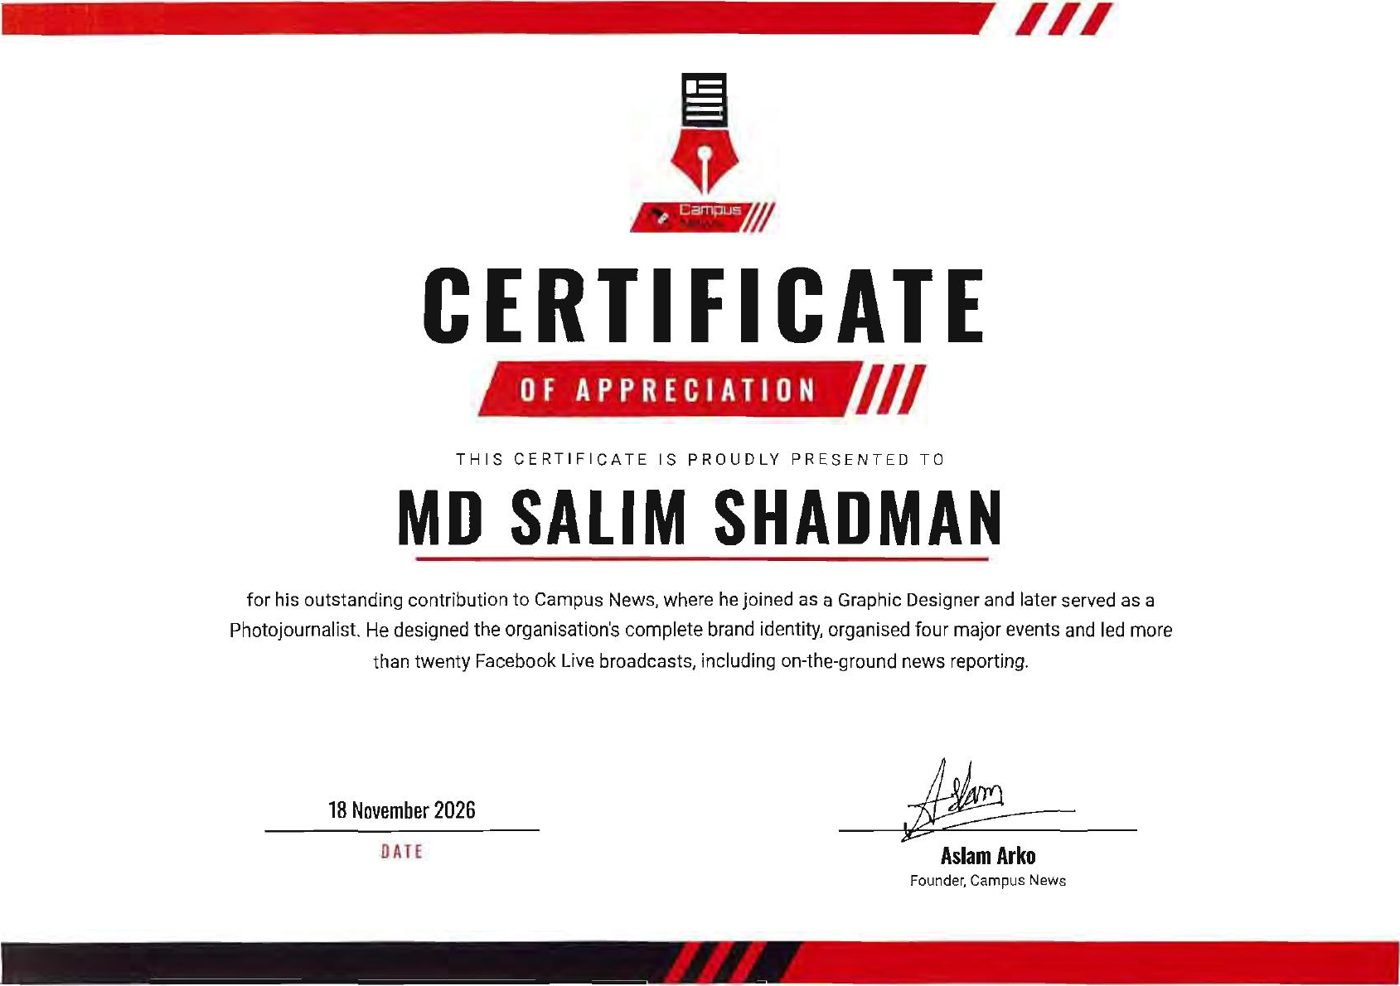 Campus
News
CERTIFICATE
OF APPRECIATION
THIS CERTIFICATE IS PROUDLY PRESENTED TO
MD SALIM SHADMAN
for his outstanding contribution to Campus News, where he joined as a Graphic Designer and later served as a
Photojournalist. He designed the organisation's complete brand identity, organised four major events and led more
than twenty Facebook Live broadcasts, including on-the-ground news reporting.
18 November 2026
DATE
Aslam
Aslam Arko
Founder, Campus News